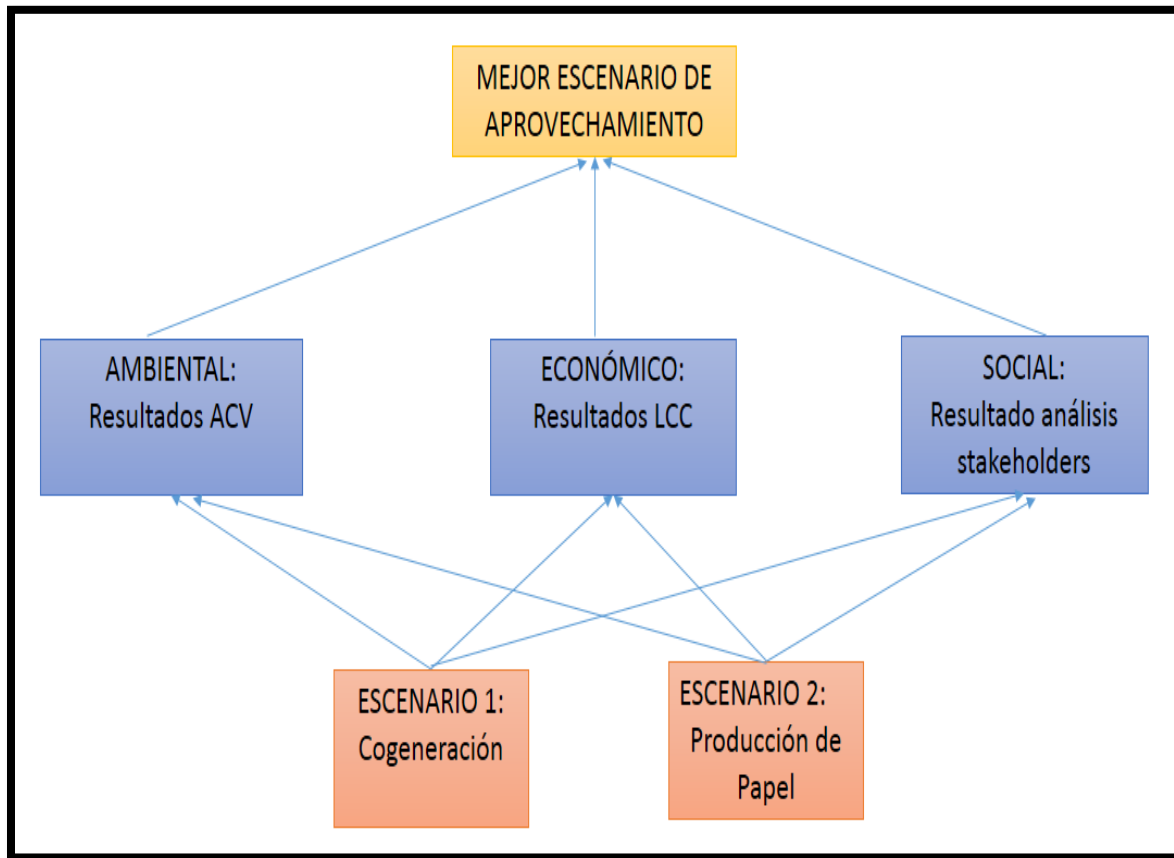 MEJOR ESCENARIO DE
APROVECHAMIENTO
AMBIENTAL:
Resultados ACV
ECONÓMICO:
Resultados LCC
SOCIAL:
Resultado análisis
stakeholders
ESCENARIO 1:
Cogeneración
ESCENARIO 2:
Producción de
Papel